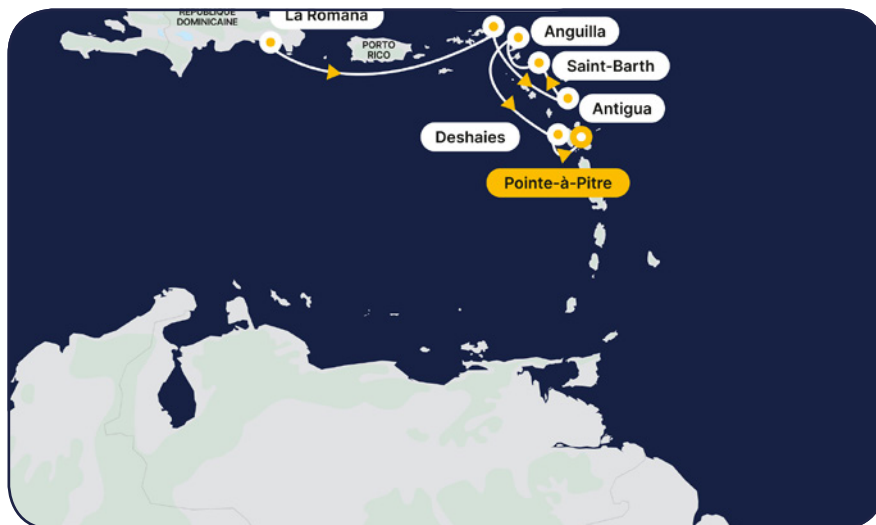 RÉPUBLIQUE
DOMINICAINE
La Romana
PORTO
RICO
Anguilla
Saint-Barth
Antigua
Deshaies
Pointe-à-Pitre